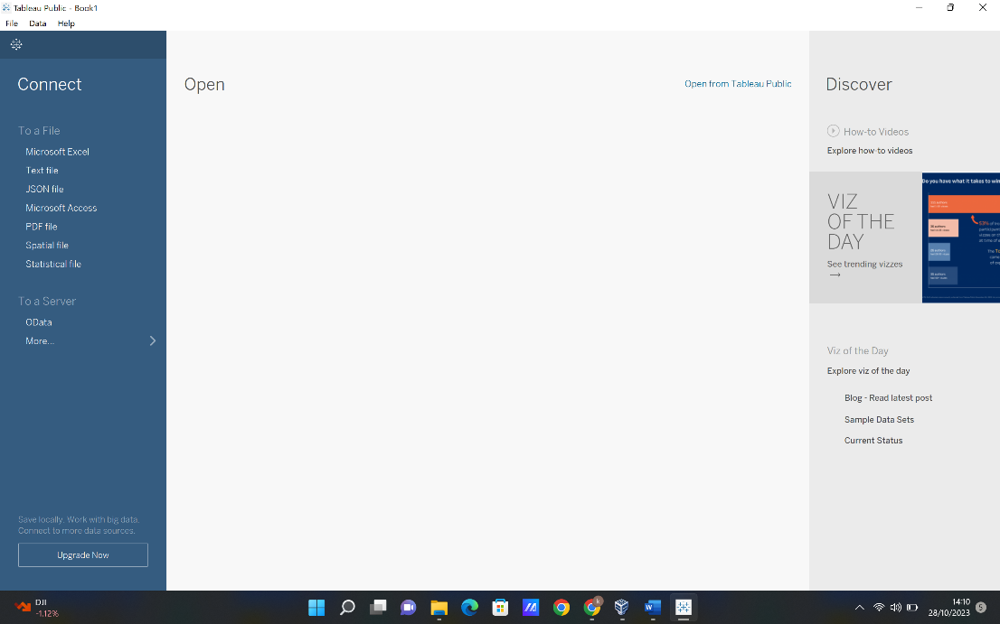 Tableau Public - Book1
File Data Help
Connect
To a File
Microsoft Excel
Text file
JSON file
Microsoft Access
PDF file
Spatial file
Statistical file
To a Server
OData
More...
Save locally. Work with big data.
Connect to more data sources.
Upgrade Now
Open
Open from Tableau Public
Discover
How-to Videos
Explore how-to videos
VIZ
OF THE
DAY
See trending vizzes
→
Do you have what it takes to win
53% of
Viz of the Day
Explore viz of the day
Blog - Read latest post
Sample Data Sets
Current Status
DJI
-1.12%
14:10
28/10/2023
5